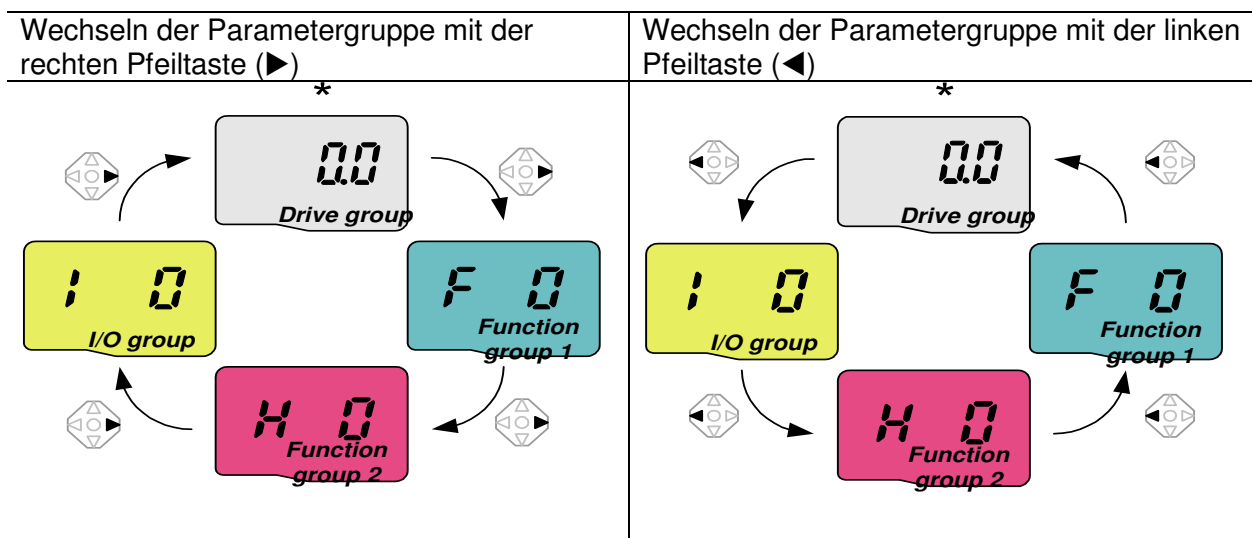 Wechseln der Parametergruppe mit der
rechten Pfeiltaste (▶)
*
0.0
Drive group
I 0
I/O group
F 0
Function
group 1
H 0
Function
group 2
Wechseln der Parametergruppe mit der linken
Pfeiltaste (◀)
*
0.0
Drive group
I 0
I/O group
F 0
Function
group 1
H 0
Function
group 2